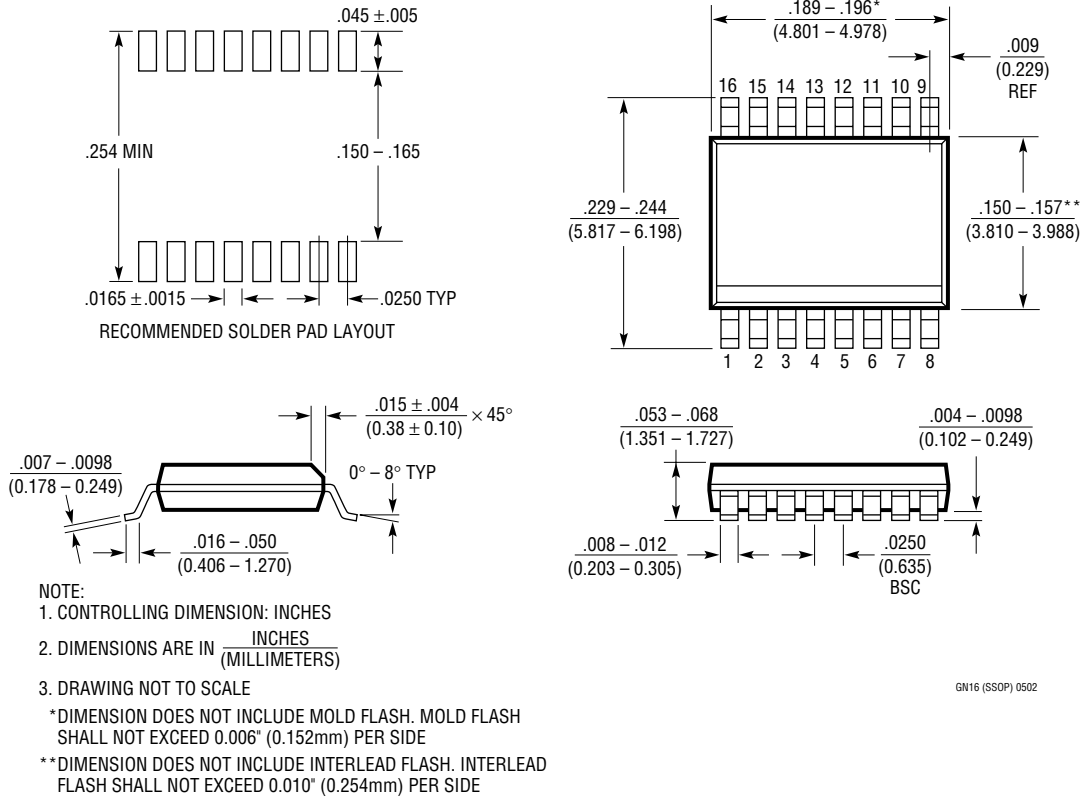 .045 ±.005
.254 MIN
.150 – .165
.0165 ±.0015
.0250 TYP
RECOMMENDED SOLDER PAD LAYOUT
.189 – .196*
(4.801 – 4.978)
.009
(0.229)
REF
16 15 14 13 12 11 10 9
.229 – .244
(5.817 – 6.198)
.150 – .157**
(3.810 – 3.988)
1 2 3 4 5 6 7 8
.015 ± .004
(0.38 ± 0.10)
× 45°
.007 – .0098
(0.178 – 0.249)
0° – 8° TYP
.016 – .050
(0.406 – 1.270)
.053 – .068
(1.351 – 1.727)
.004 – .0098
(0.102 – 0.249)
.008 – .012
(0.203 – 0.305)
.0250
(0.635)
BSC
NOTE:
1. CONTROLLING DIMENSION: INCHES
2. DIMENSIONS ARE IN INCHES
(MILLIMETERS)
3. DRAWING NOT TO SCALE
*DIMENSION DOES NOT INCLUDE MOLD FLASH. MOLD FLASH
SHALL NOT EXCEED 0.006" (0.152mm) PER SIDE
**DIMENSION DOES NOT INCLUDE INTERLEAD FLASH. INTERLEAD
FLASH SHALL NOT EXCEED 0.010" (0.254mm) PER SIDE
GN16 (SSOP) 0502